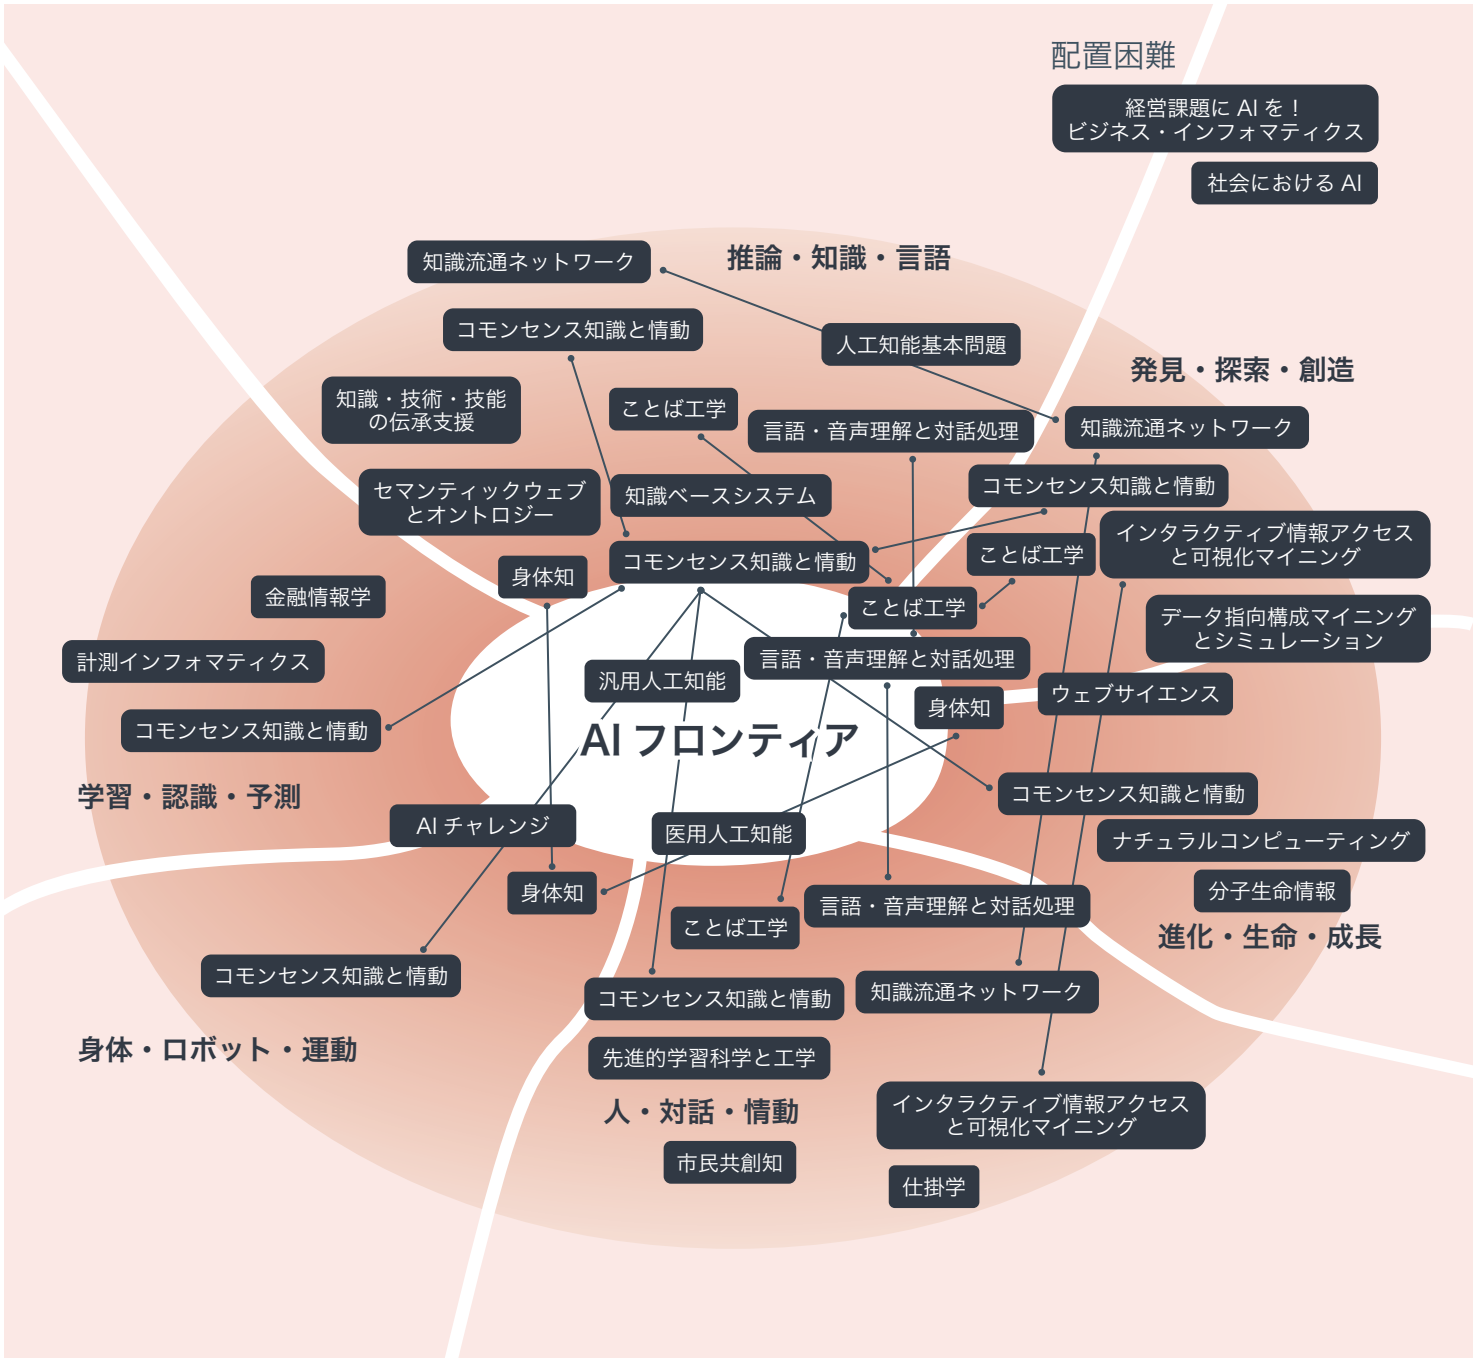 配置困難
経営課題に AI を！
ビジネス・インフォマティクス
社会における AI
推論・知識・言語
知識流通ネットワーク
コモンセンス知識と情動
人工知能基本問題
発見・探索・創造
知識・技術・技能
の伝承支援
ことば工学
言語・音声理解と対話処理
知識流通ネットワーク
セマンティックウェブ
とオントロジー
知識ベースシステム
コモンセンス知識と情動
インタラクティブ情報アクセス
と可視化マイニング
ことば工学
コモンセンス知識と情動
身体知
金融情報学
ことば工学
データ指向構成マイニング
とシミュレーション
計測インフォマティクス
言語・音声理解と対話処理
汎用人工知能
ウェブサイエンス
身体知
コモンセンス知識と情動
AI フロンティア
学習・認識・予測
コモンセンス知識と情動
AI チャレンジ
医用人工知能
ナチュラルコンピューティング
身体知
分子生命情報
言語・音声理解と対話処理
ことば工学
進化・生命・成長
コモンセンス知識と情動
コモンセンス知識と情動
知識流通ネットワーク
身体・ロボット・運動
先進的学習科学と工学
人・対話・情動
インタラクティブ情報アクセス
と可視化マイニング
市民共創知
仕掛学